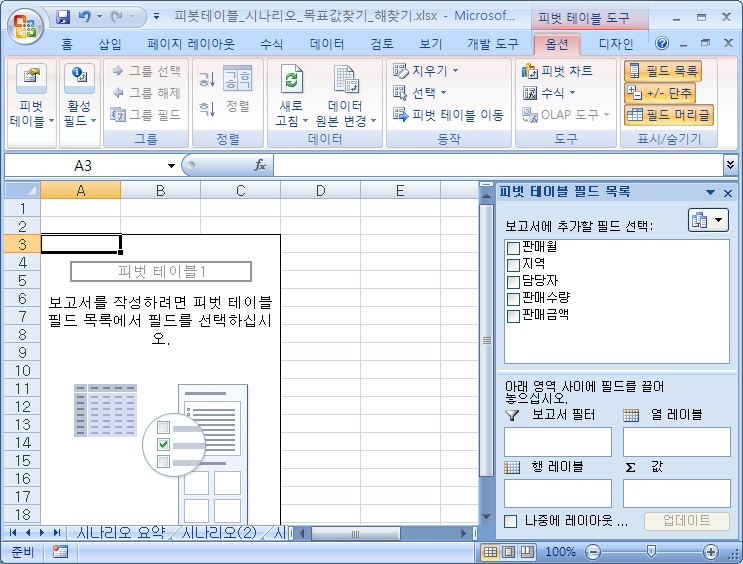 피봇테이블_시나리오_목표값찾기_해찾기.xlsx - Microsoft... 피벗 테이블 도구
홈 삽입 페이지 레이아웃 수식 데이터 검토 보기 개발 도구 옵션 디자인
피벗 테이블
활성 필드
그룹 선택
그룹 해제
그룹 필드
그룹
정렬
정렬
새로 고침
데이터 원본 변경
데이터
지우기
선택
피벗 테이블 이동
동작
피벗 차트
수식
OLAP 도구
도구
필드 목록
+/- 단추
필드 머리글
표시/숨기기
A3 fx
A B C D E
1
2
3
4
5
6
7
8
9
10
11
12
13
14
15
16
17
18
피벗 테이블1
보고서를 작성하려면 피벗 테이블
필드 목록에서 필드를 선택하십시
오.
피벗 테이블 필드 목록
보고서에 추가할 필드 선택:
판매월
지역
담당자
판매수량
판매금액
아래 영역 사이에 필드를 끌어
놓으십시오.
보고서 필터 열 레이블
행 레이블 Σ 값
나중에 레이아웃 ... 업데이트
시나리오 요약 시나리오(2) 시
준비 100%